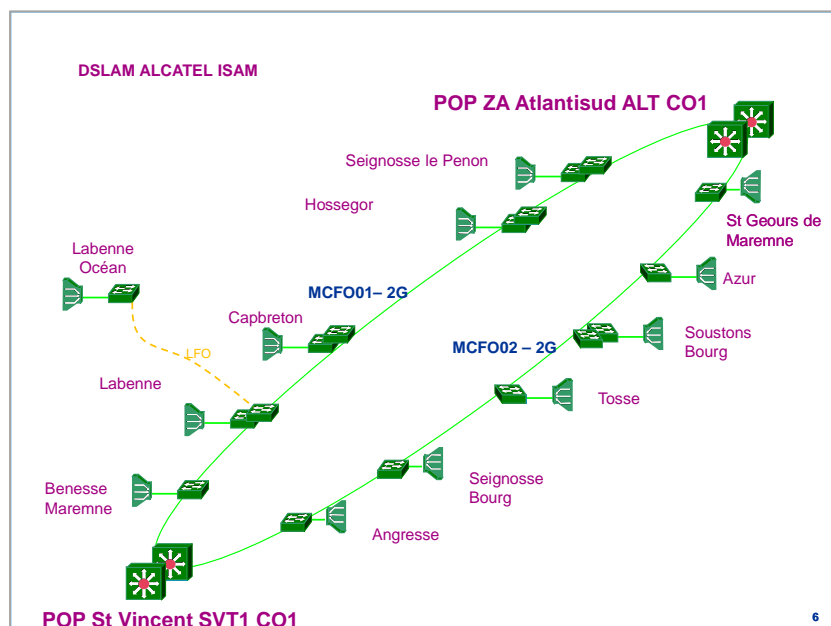 DSLAM ALCATEL ISAM
POP ZA Atlantisud ALT CO1
Seignosse le Penon
Hossegor
St Geours de
Maremne
Labenne
Océan
Azur
MCFO01– 2G
Capbreton
Soustons
Bourg
MCFO02 – 2G
LFO
Labenne
Tosse
Seignosse
Bourg
Benesse
Maremne
Angresse
POP St Vincent SVT1 CO1
6